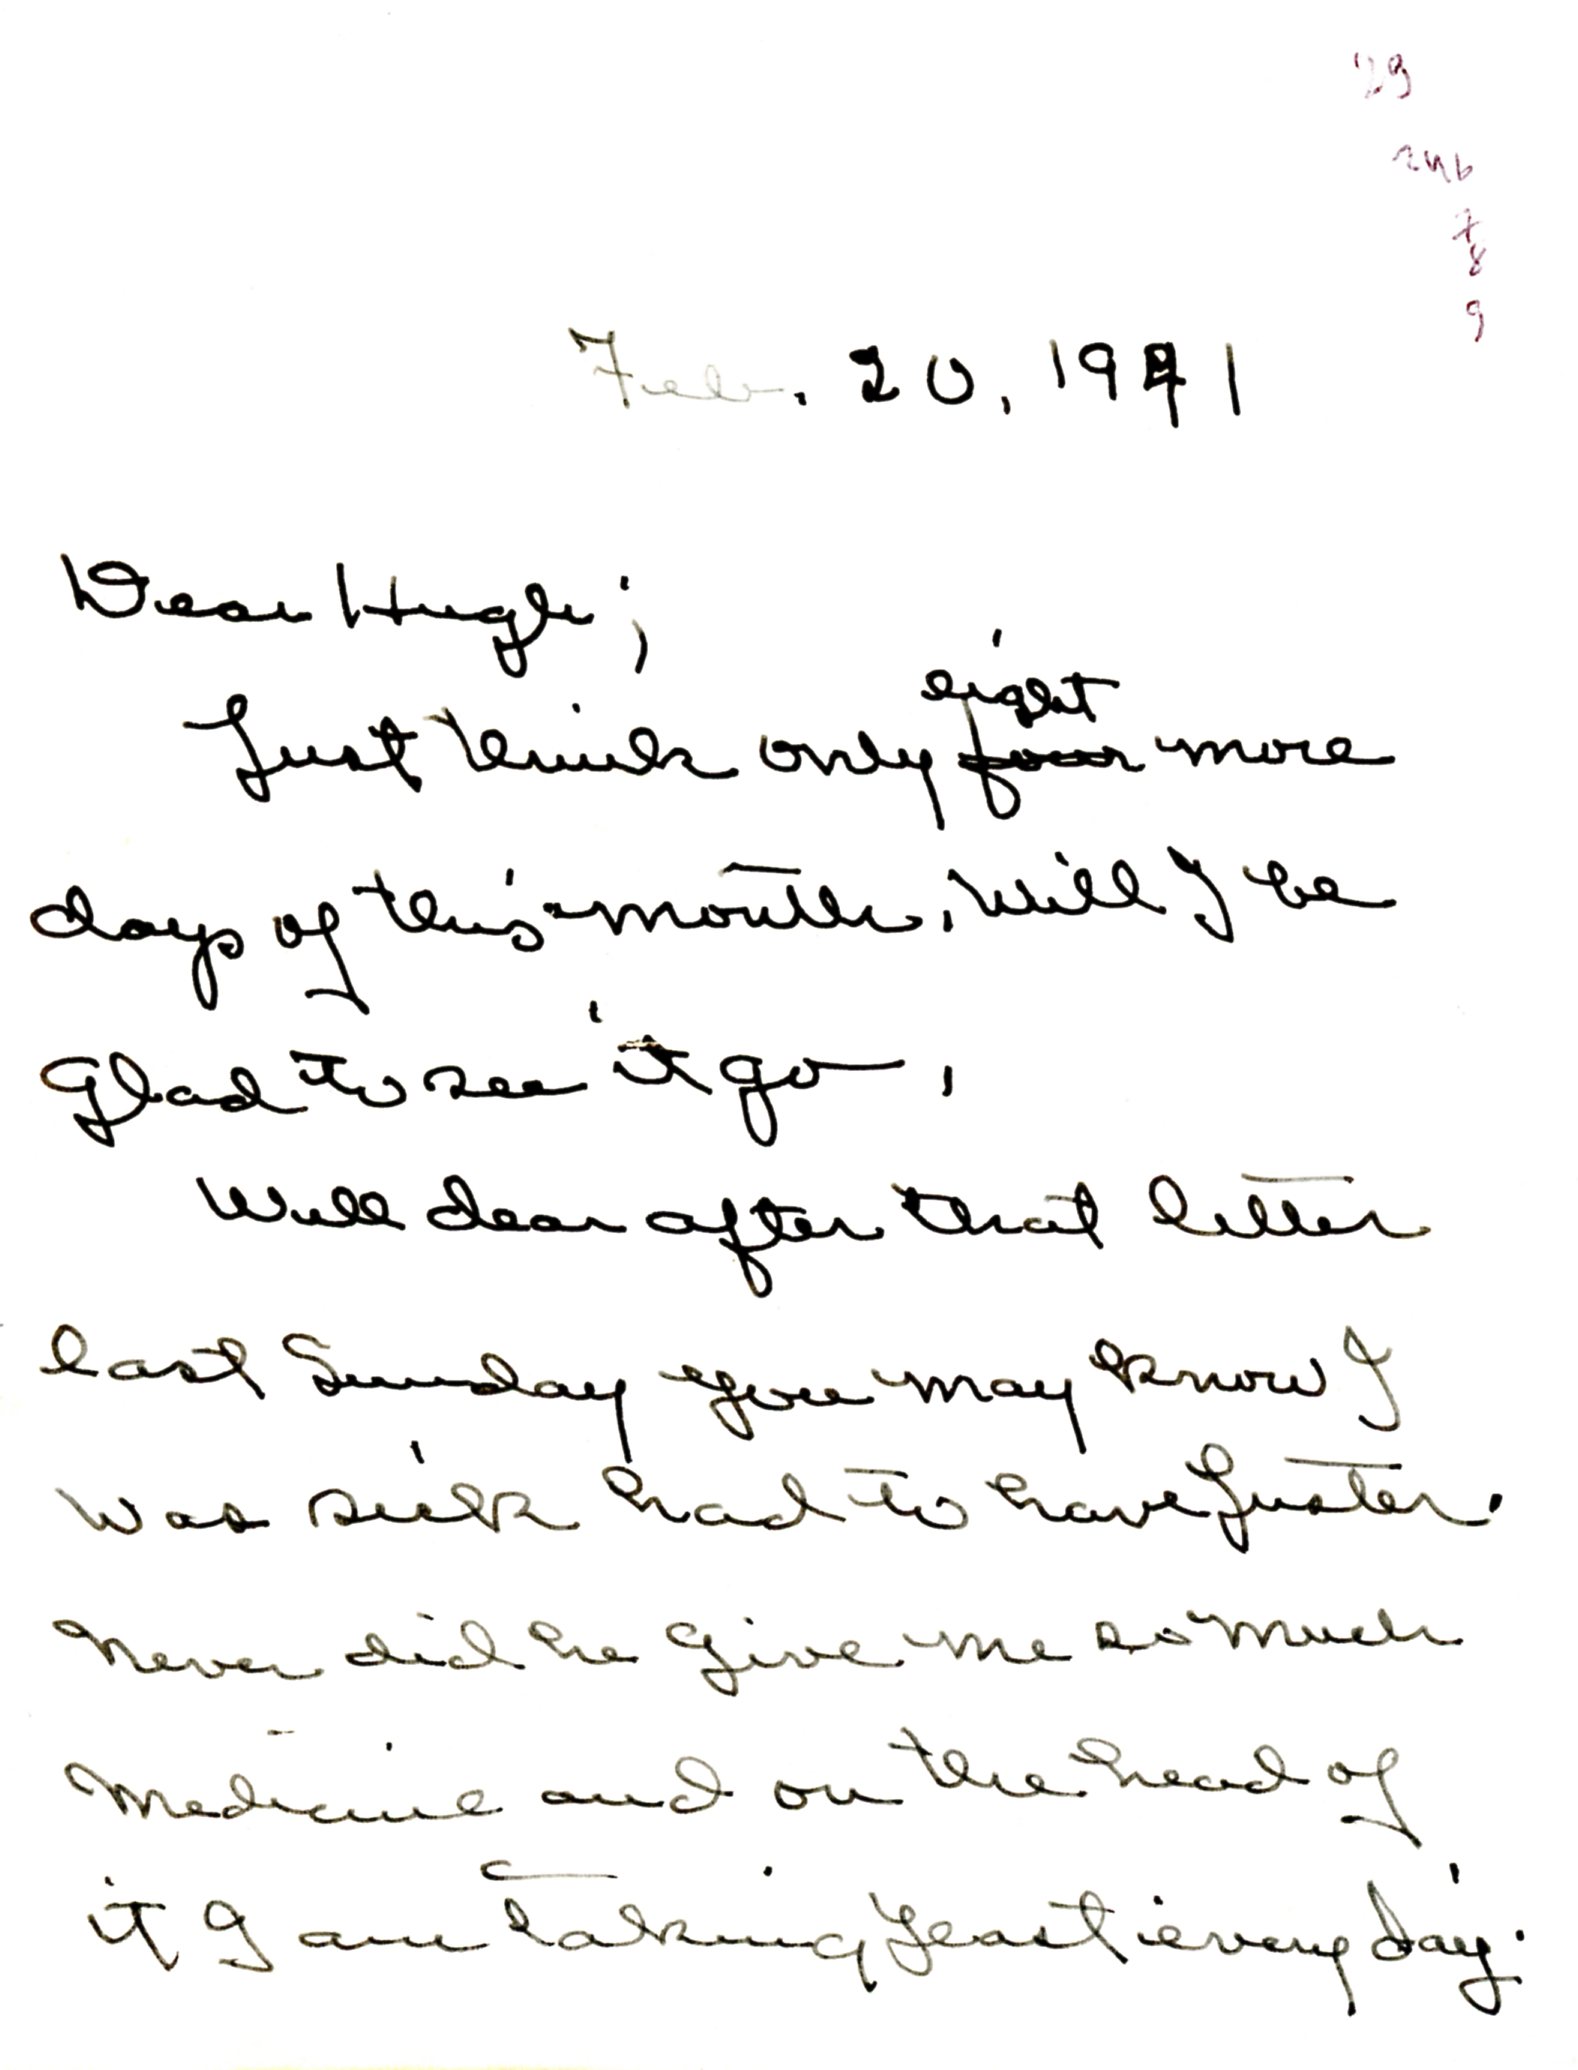 '29
246
7
8
9
Feb. 20, 1941
Dear Hugh;
eight
Just think only four more
days of this month. Will I be
glad to see it go.
Well dear after that letter
last Sunday you may know I
was sick had to have Juster.
Never did he give me so much
medicine and on the head of
it I am taking Yeast every day.